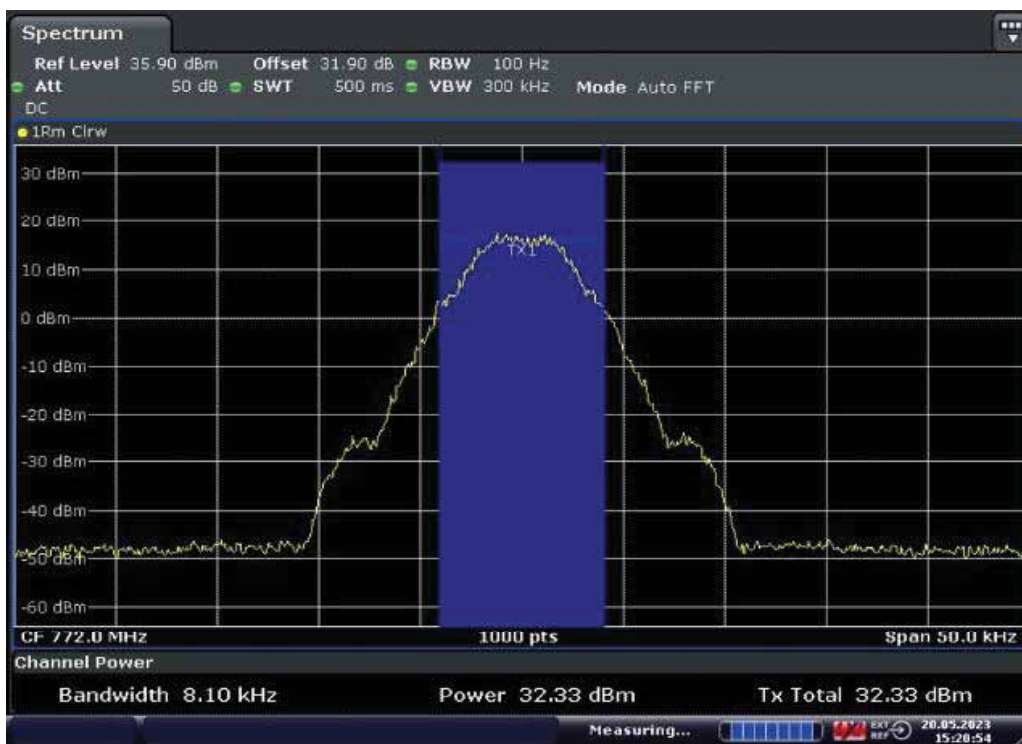 Spectrum
Ref Level 35.90 dBm Offset 31.90 dB RBW 100 Hz
Att 50 dB SWT 500 ms VBW 300 kHz Mode Auto FFT
DC
1Rm Clrw
30 dBm
20 dBm
TX1
10 dBm
0 dBm
-10 dBm
-20 dBm
-30 dBm
-40 dBm
-50 dBm
-60 dBm
CF 772.0 MHz 1000 pts Span 50.0 kHz
Channel Power
Bandwidth 8.10 kHz Power 32.33 dBm Tx Total 32.33 dBm
Measuring... EXT REF 20.05.2023
15:20:54